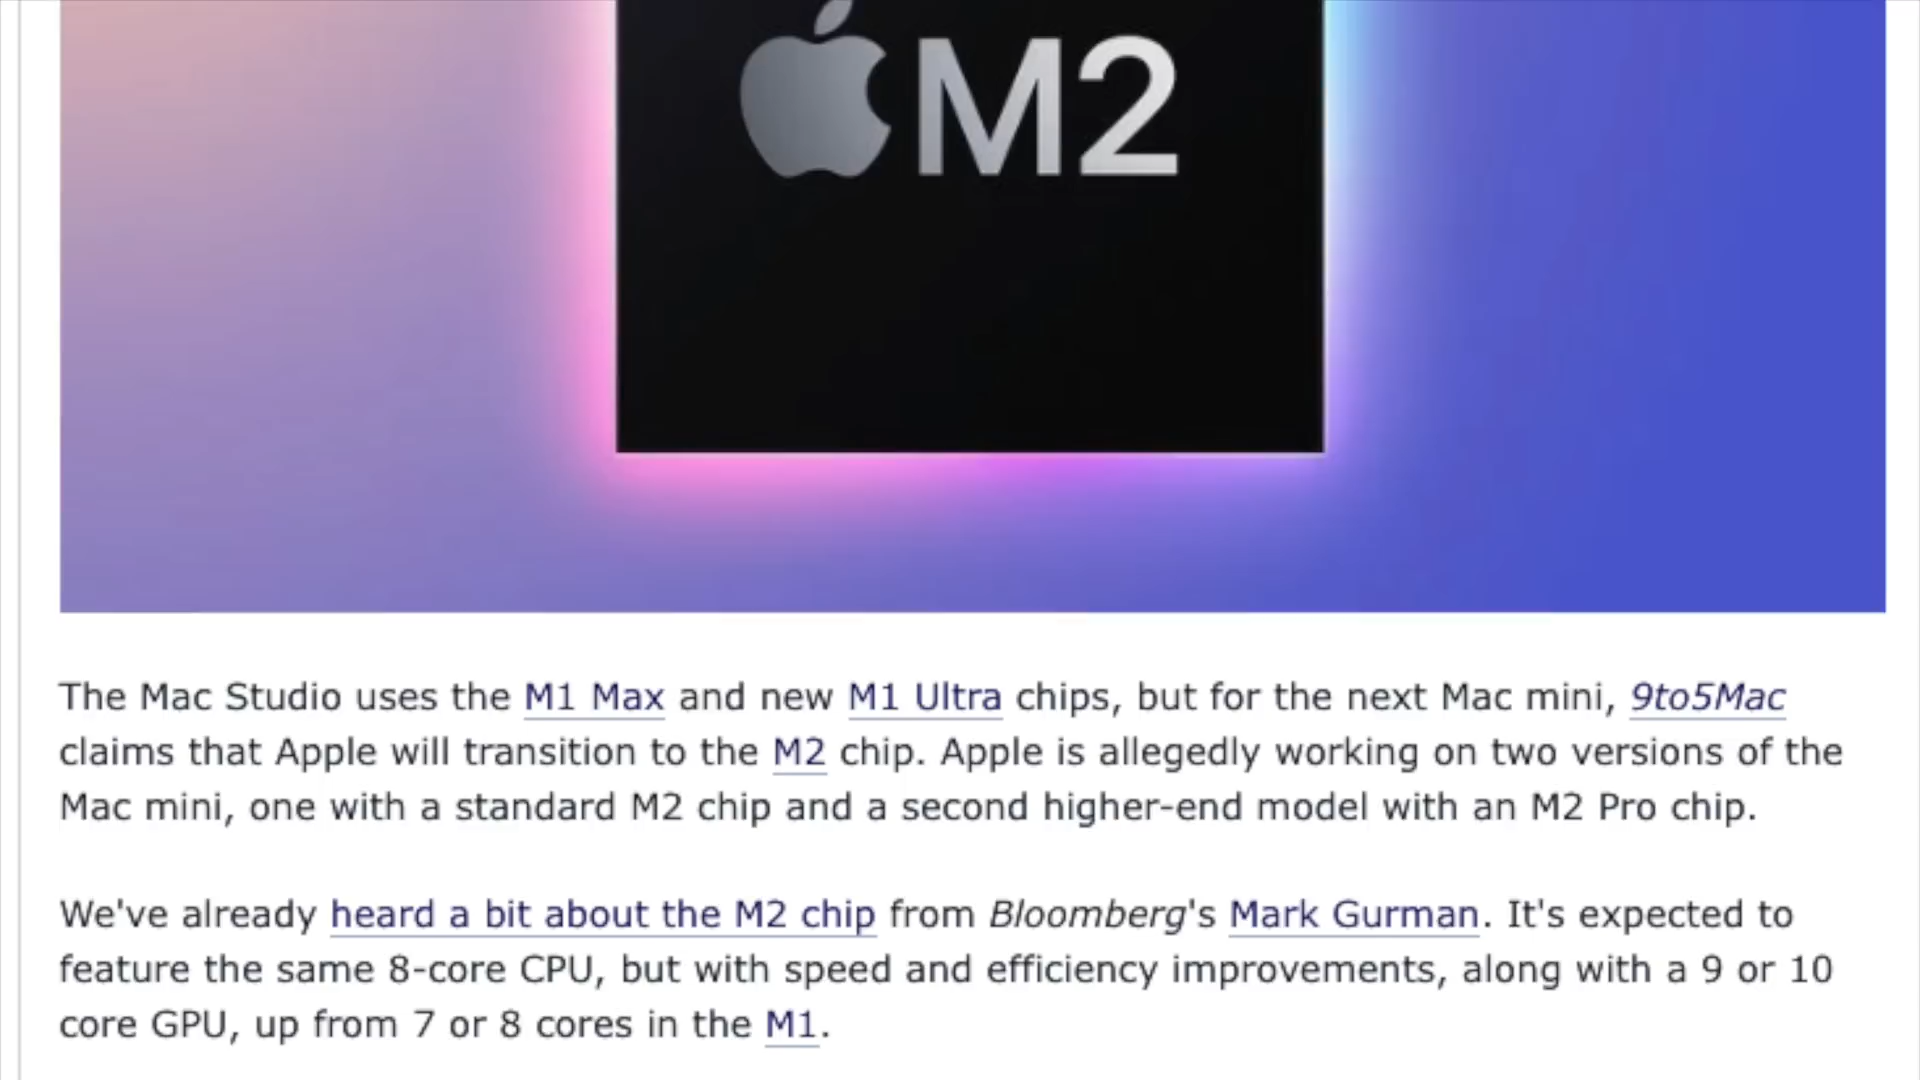 M2
The Mac Studio uses the M1 Max and new M1 Ultra chips, but for the next Mac mini, 9to5Mac
claims that Apple will transition to the M2 chip. Apple is allegedly working on two versions of the
Mac mini, one with a standard M2 chip and a second higher-end model with an M2 Pro chip.
We've already heard a bit about the M2 chip from Bloomberg's Mark Gurman. It's expected to
feature the same 8-core CPU, but with speed and efficiency improvements, along with a 9 or 10
core GPU, up from 7 or 8 cores in the M1.